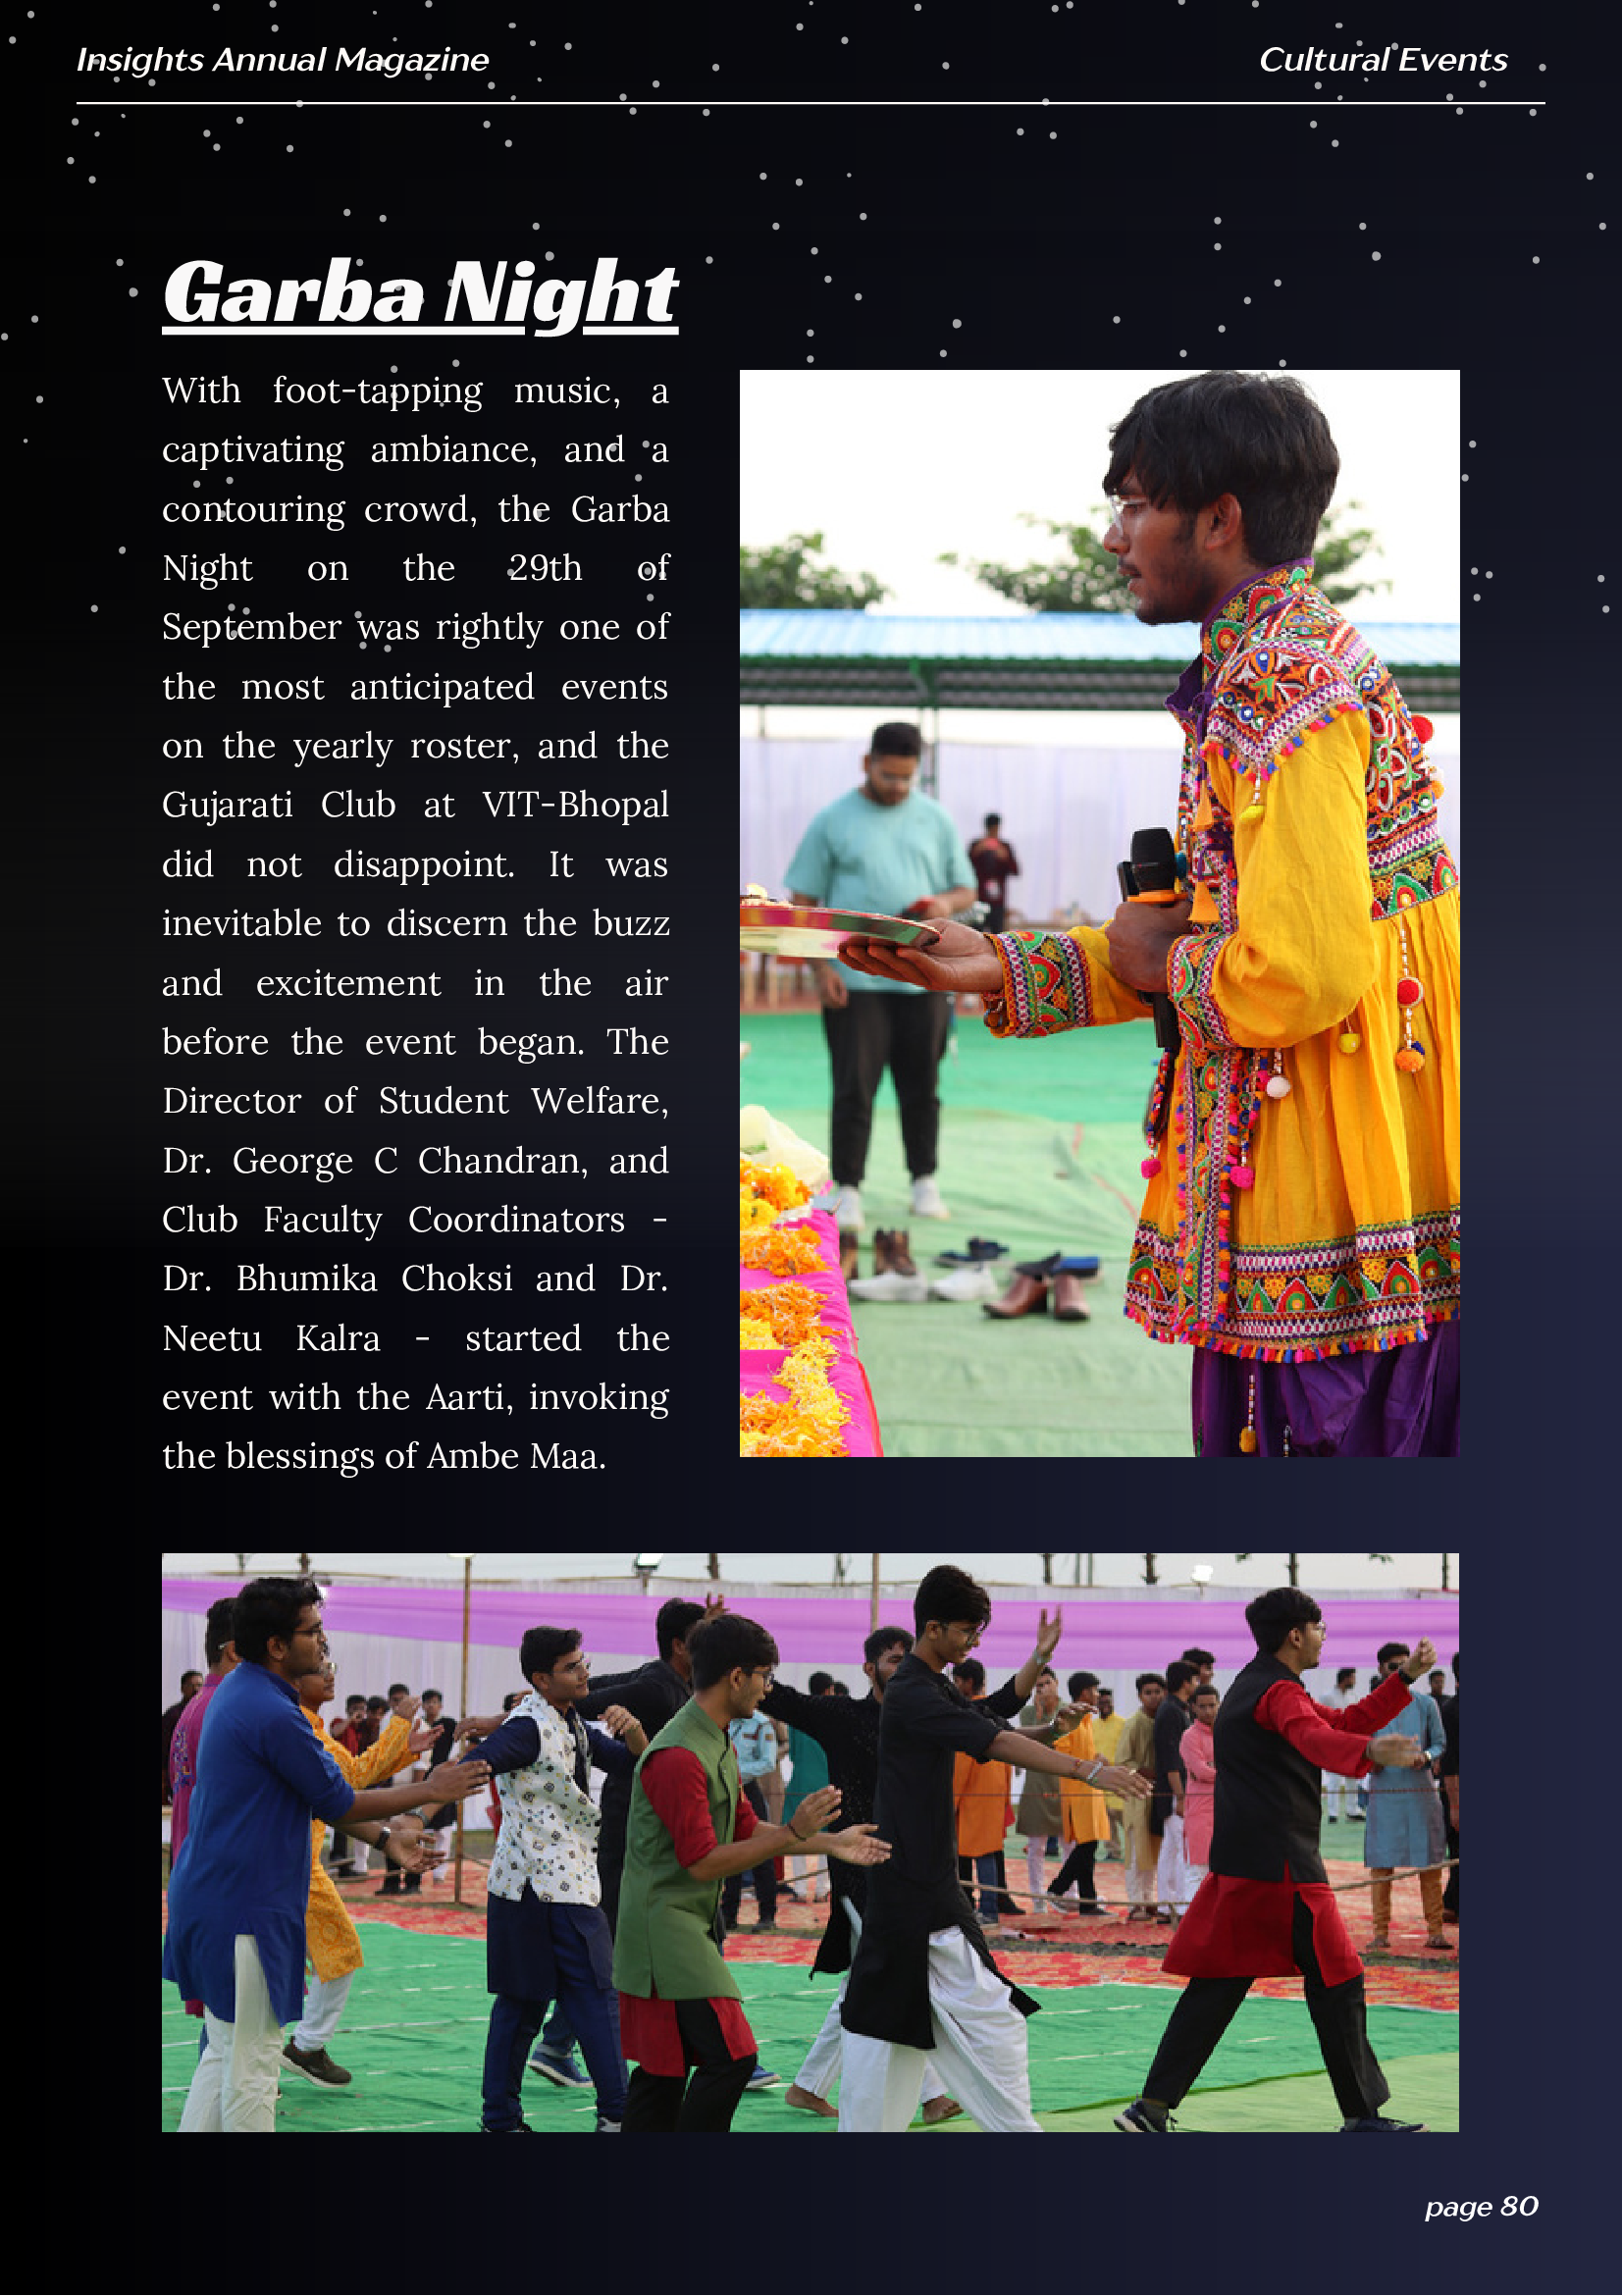 Insights Annual Magazine
Cultural Events
Garba Night
With foot-tapping music, a
captivating ambiance, and a
contouring crowd, the Garba
Night on the 29th of
September was rightly one of
the most anticipated events
on the yearly roster, and the
Gujarati Club at VIT-Bhopal
did not disappoint. It was
inevitable to discern the buzz
and excitement in the air
before the event began. The
Director of Student Welfare,
Dr. George C Chandran, and
Club Faculty Coordinators -
Dr. Bhumika Choksi and Dr.
Neetu Kalra - started the
event with the Aarti, invoking
the blessings of Ambe Maa.
page 80